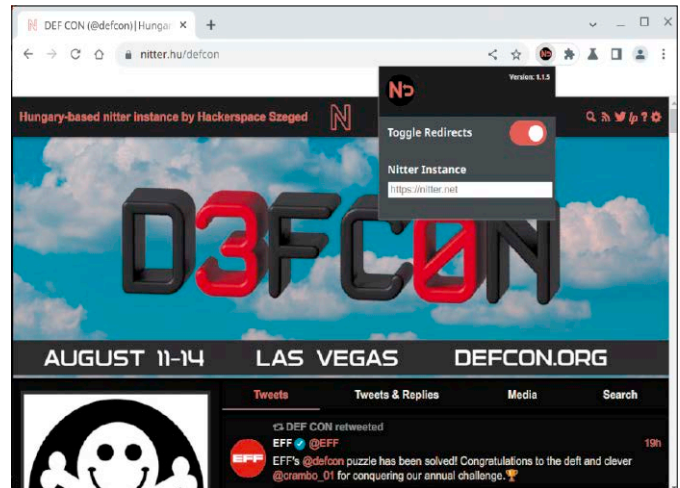 DEF CON (@defcon)|Hungar
nitter.hu/defcon
Version: 1.1.5
Hungary-based nitter instance by Hackerspace Szeged
Toggle Redirects
Nitter Instance
https://nitter.net
D3FC0N
AUGUST 11-14 LAS VEGAS DEFCON.ORG
Tweets Tweets & Replies Media Search
DEF CON retweeted
EFF @EFF 19h
EFF
EFF's @defcon puzzle has been solved! Congratulations to the deft and clever
@crambo_01 for conquering our annual challenge.🏆